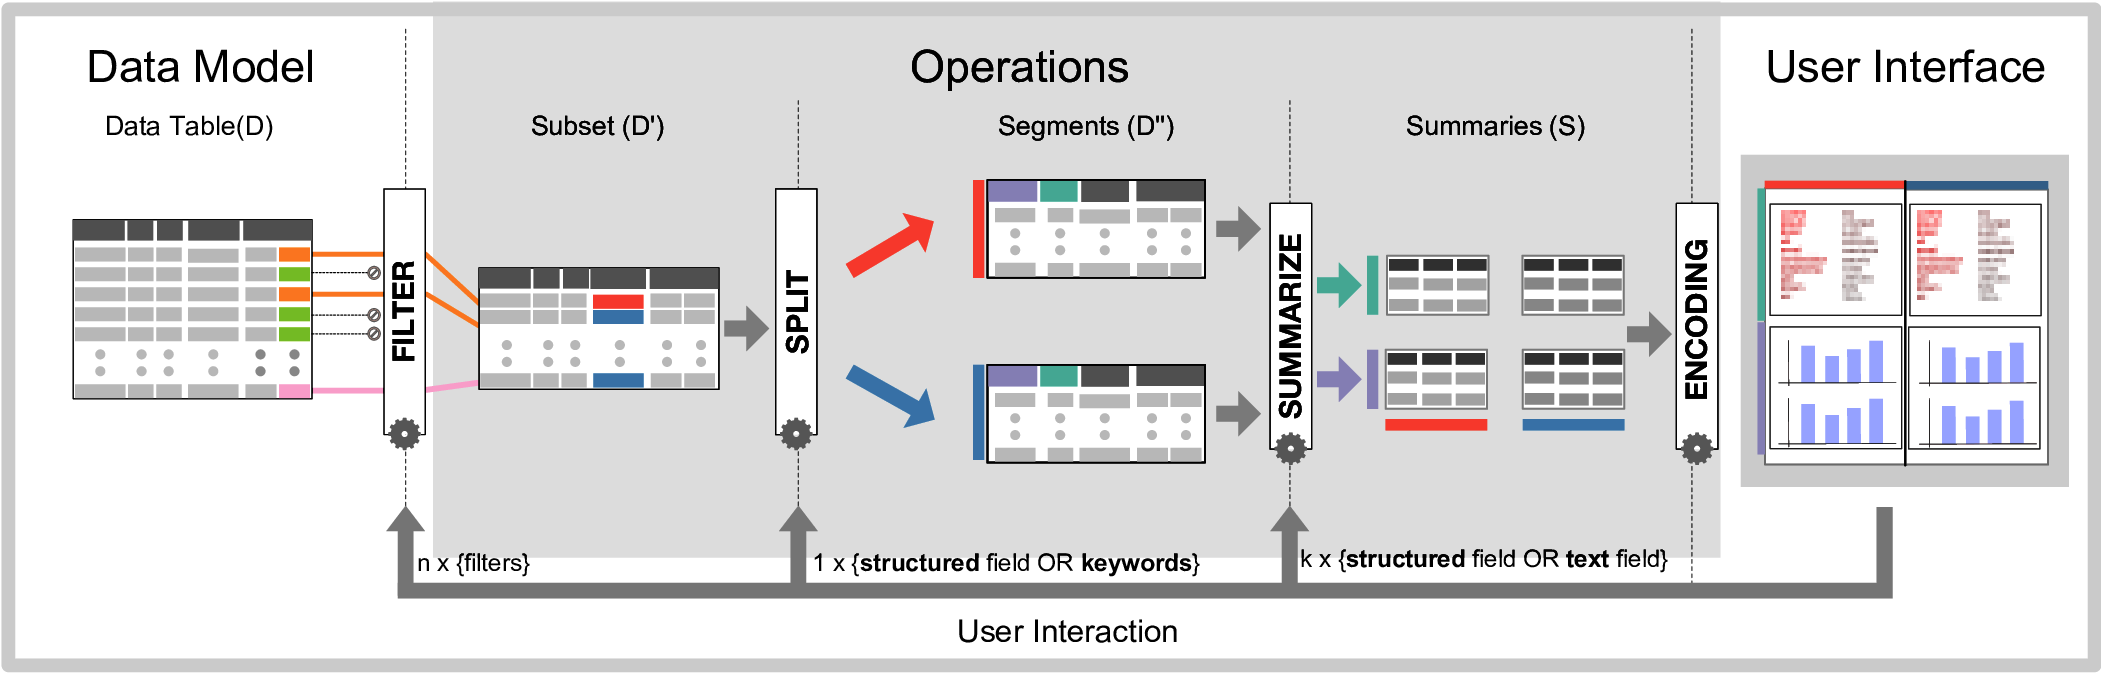 Data Model
Operations
User Interface
Data Table(D)
Subset (D')
Segments (D")
Summaries (S)
FILTER
SPLIT
SUMMARIZE
ENCODING
n x {filters}
1 x {structured field OR keywords}
k x {structured field OR text field}
User Interaction